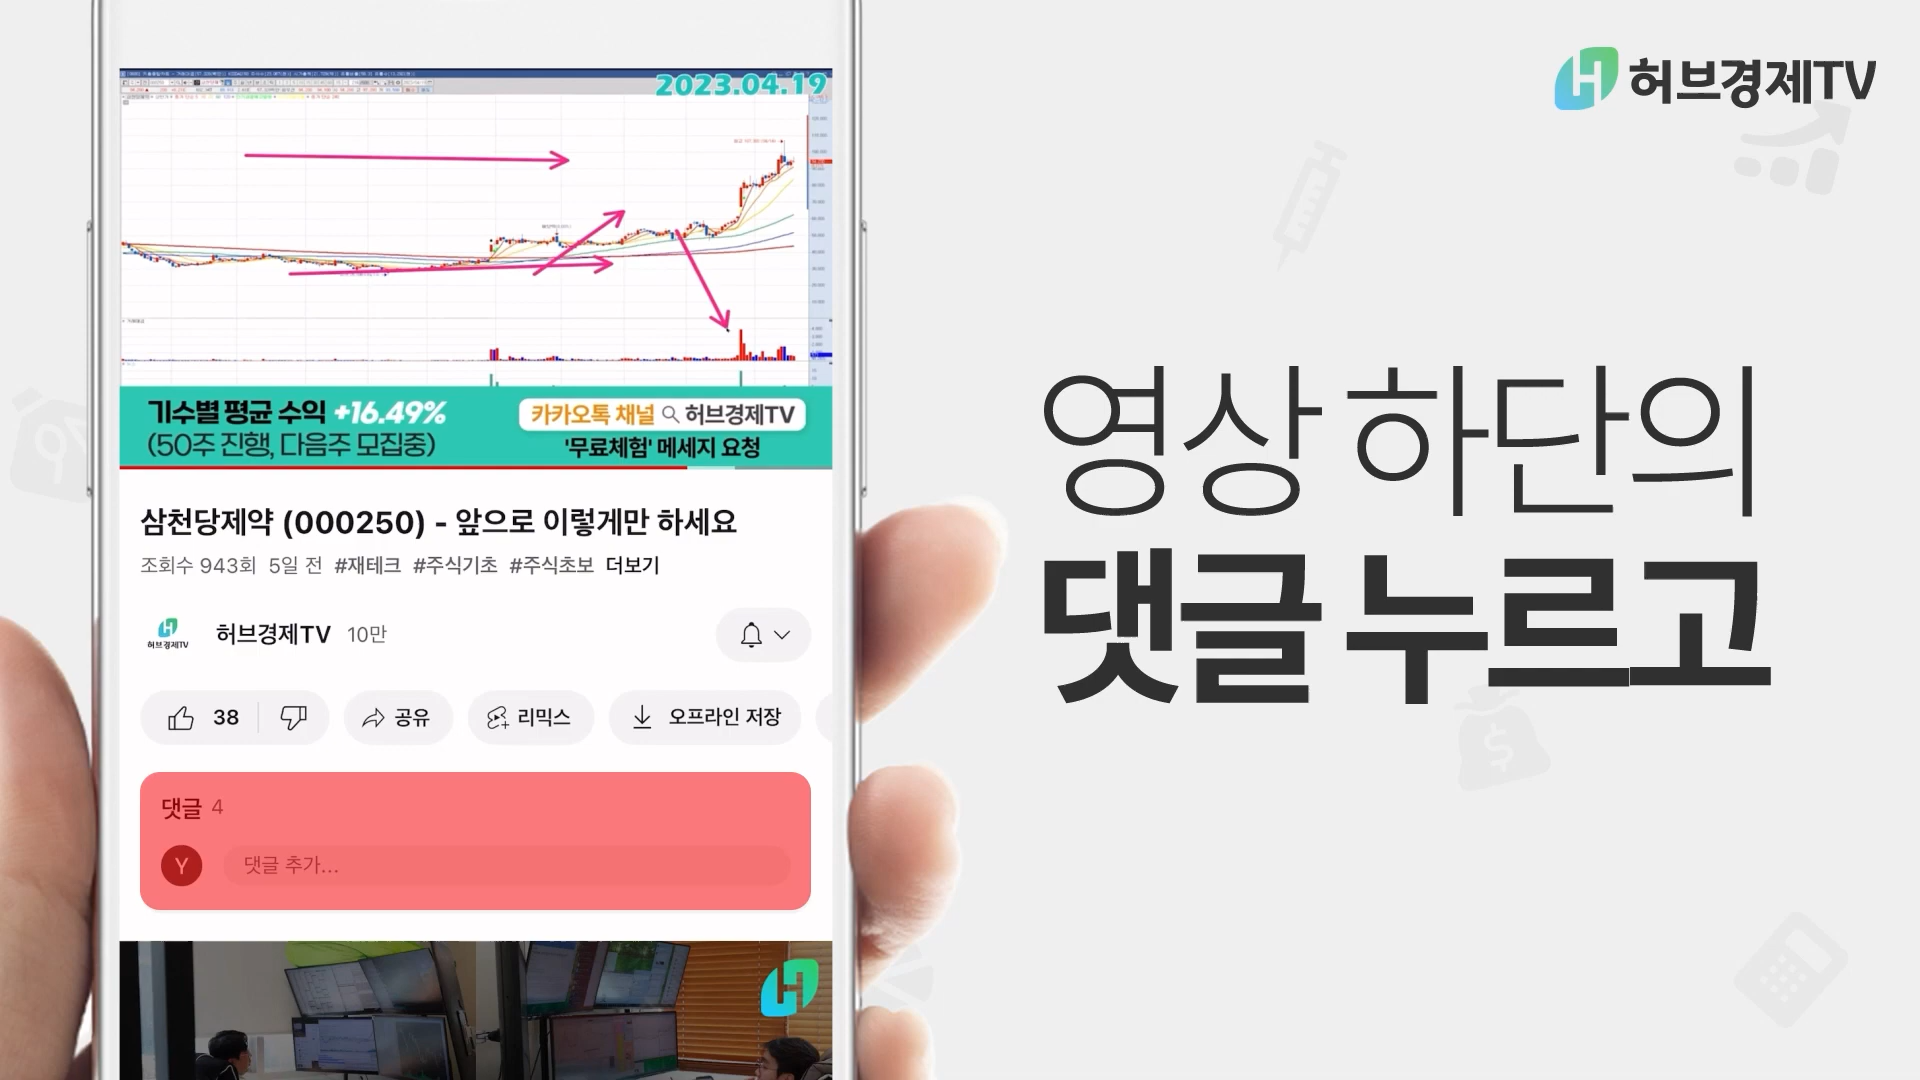 허브경제TV
2023.04.19
기수별 평균 수익 +16.49%
(50주 진행, 다음주 모집중)
카카오톡 채널 허브경제TV
'무료체험' 메세지 요청
삼천당제약 (000250) - 앞으로 이렇게만 하세요
조회수 943회 5일 전 #재테크 #주식기초 #주식초보 더보기
허브경제TV
허브경제TV 10만
38
공유
리믹스
오프라인 저장
댓글 4
Y
댓글 추가...
영상 하단의
댓글 누르고